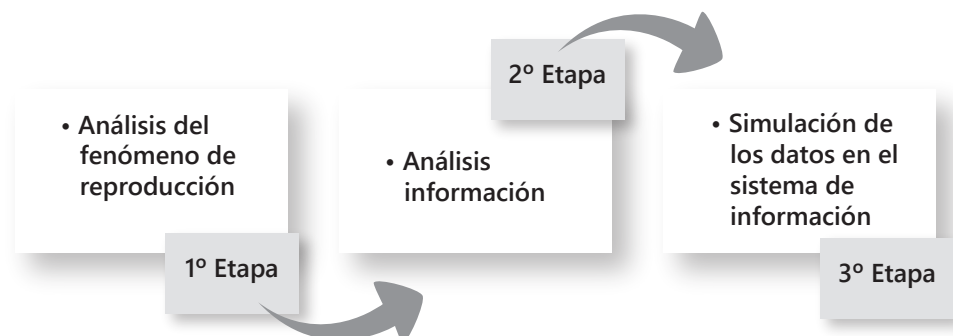 • Análisis del
fenómeno de
reproducción
1º Etapa
• Análisis
información
2º Etapa
• Simulación de
los datos en el
sistema de
información
3º Etapa